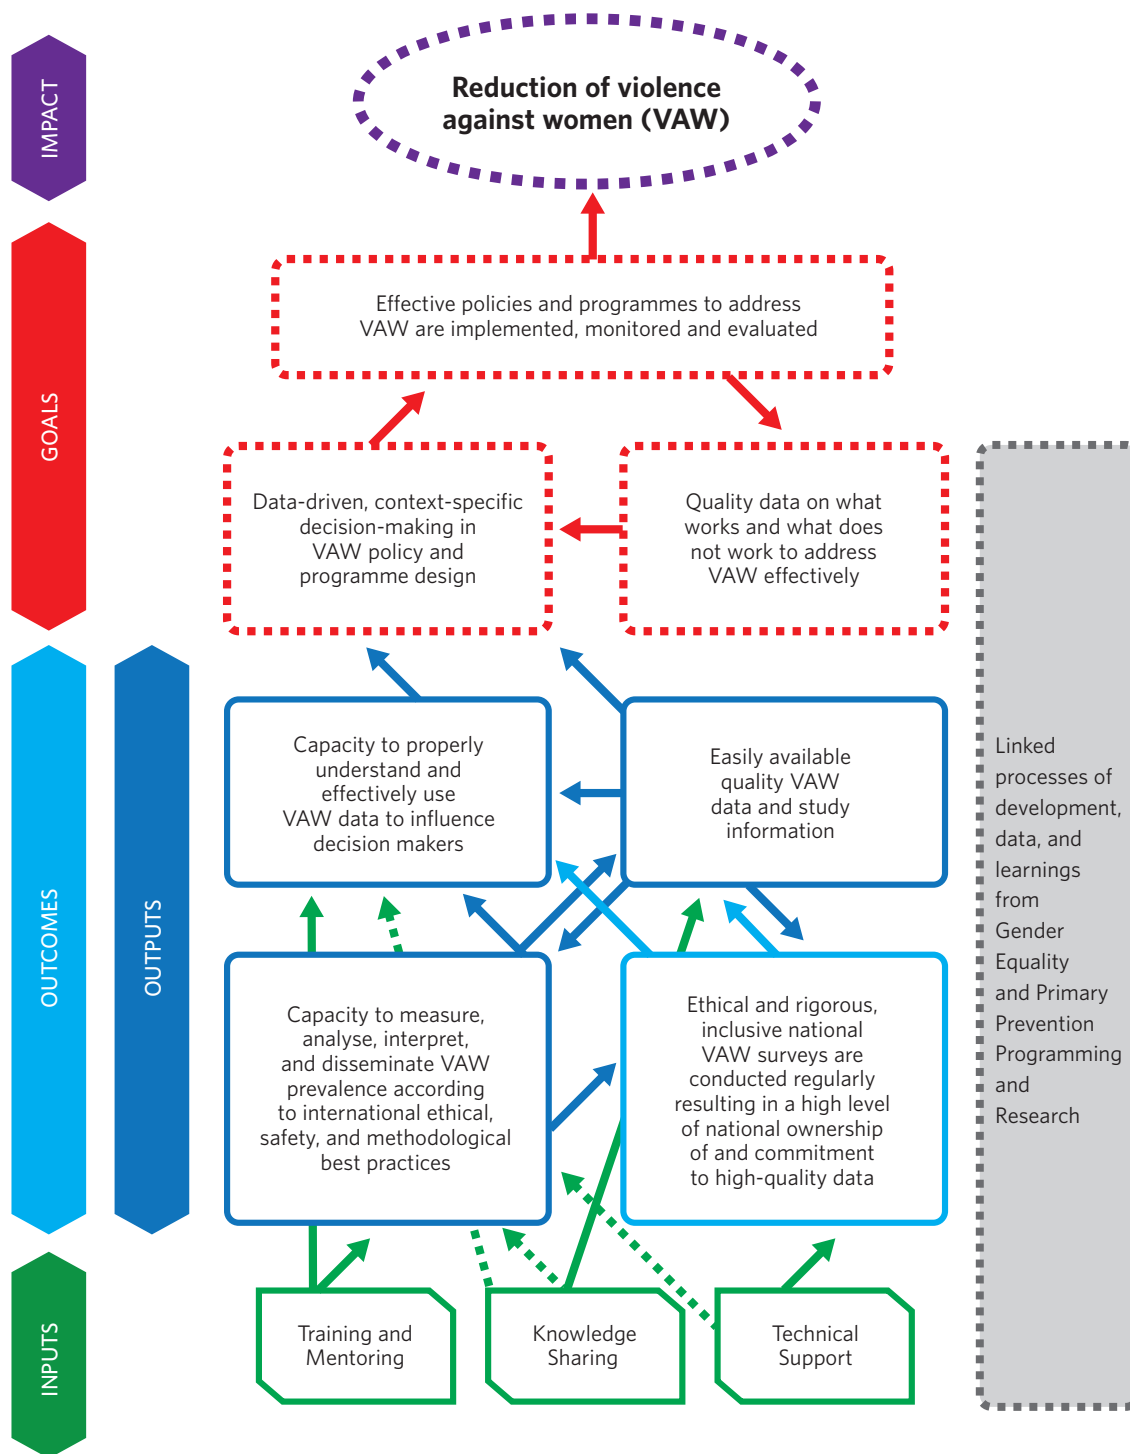 IMPACT
Reduction of violence
against women (VAW)
GOALS
Effective policies and programmes to address
VAW are implemented, monitored and evaluated
Data-driven, context-specific
decision-making in
VAW policy and
programme design
Quality data on what
works and what does
not work to address
VAW effectively
OUTCOMES
OUTPUTS
Capacity to properly
understand and
effectively use
VAW data to influence
decision makers
Easily available
quality VAW
data and study
information
Capacity to measure,
analyse, interpret,
and disseminate VAW
prevalence according
to international ethical,
safety, and methodological
best practices
Ethical and rigorous,
inclusive national
VAW surveys are
conducted regularly
resulting in a high level
of national ownership
of and commitment
to high-quality data
Linked
processes of
development,
data, and
learnings
from
Gender
Equality
and Primary
Prevention
Programming
and
Research
INPUTS
Training and
Mentoring
Knowledge
Sharing
Technical
Support